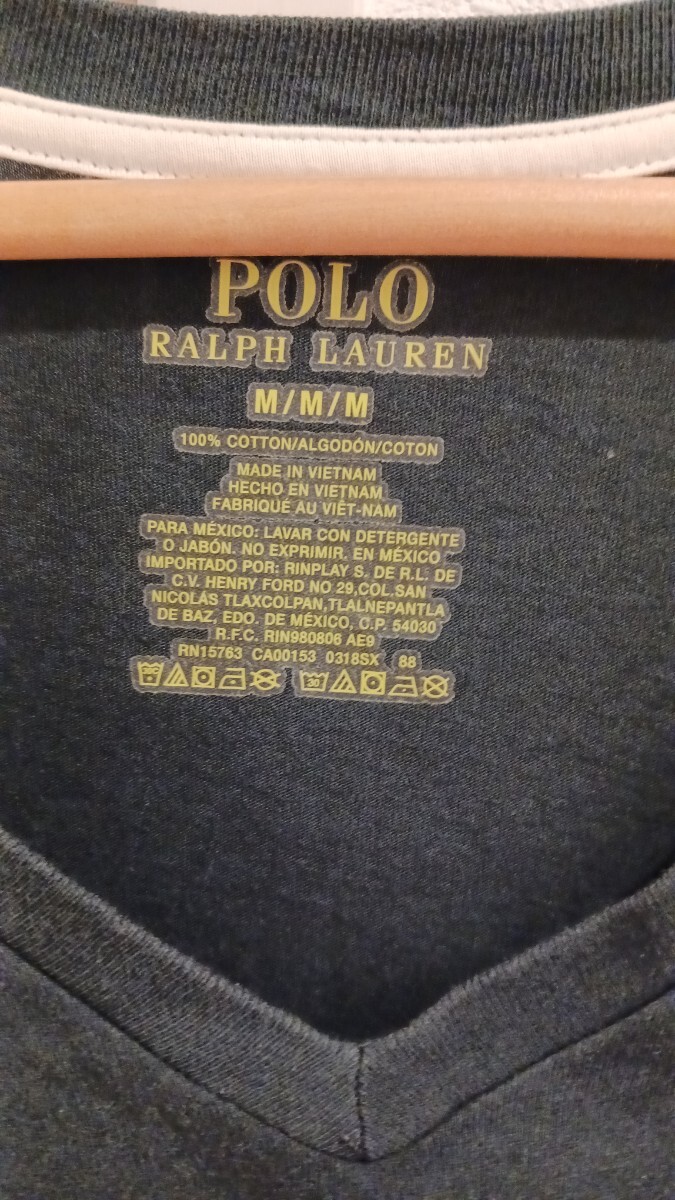 POLO
RALPH LAUREN
M/M/M
100% COTTON/ALGODÓN/COTON
MADE IN VIETNAM
HECHO EN VIETNAM
FABRIQUÉ AU VIÊT-NAM
PARA MÉXICO: LAVAR CON DETERGENTE
O JABÓN. NO EXPRIMIR. EN MÉXICO
IMPORTADO POR: RINPLAY S. DE R.L. DE
C.V. HENRY FORD NO 29,COL.SAN
NICOLÁS TLAXCOLPAN,TLALNEPANTLA
DE BAZ, EDO. DE MÉXICO, C.P. 54030
R.F.C. RIN980806 AE9
RN15763 CA00153 0318SX 88
30